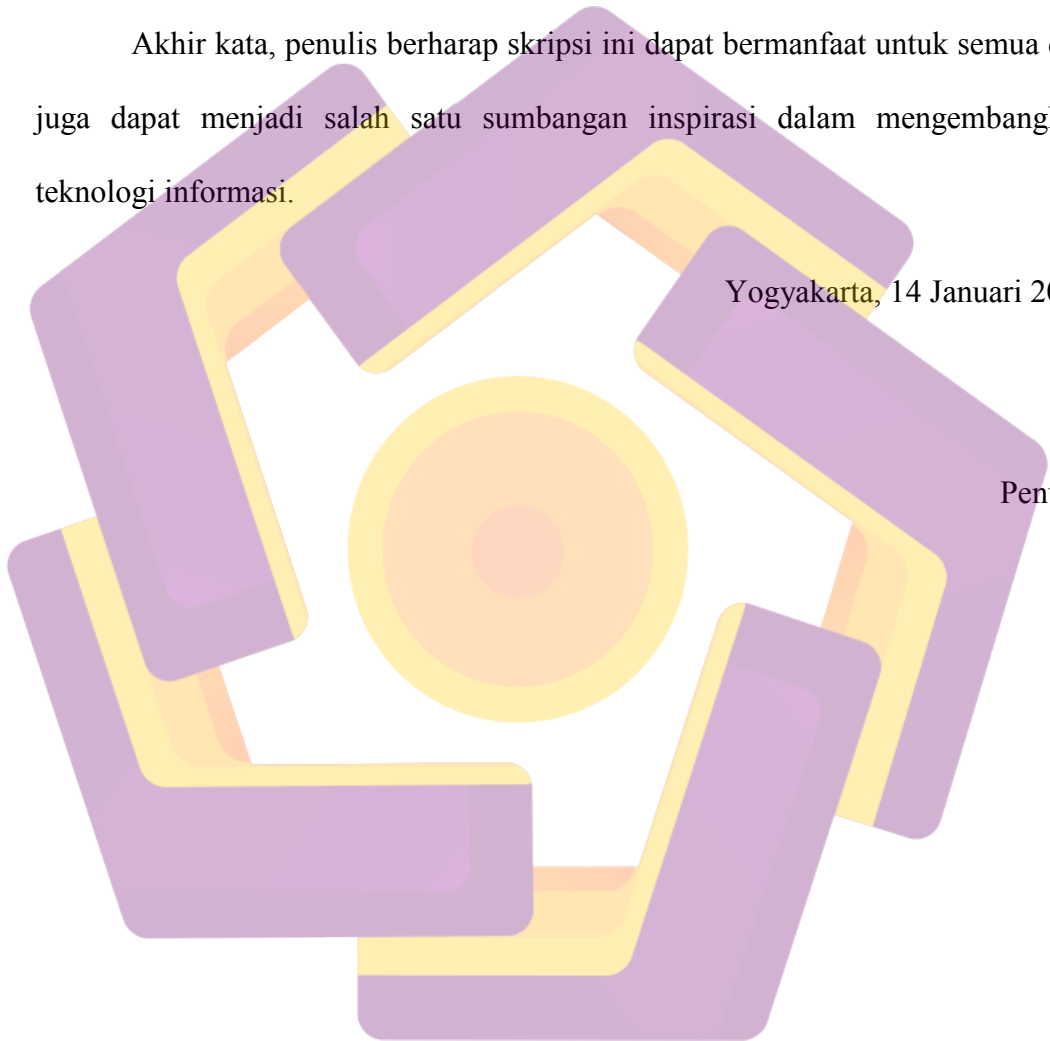 Akhir kata, penulis berharap skripsi ini dapat bermanfaat untuk semua
juga dapat menjadi salah satu sumbangan inspirasi dalam
teknologi informasi.
Yogyakarta, 14 Januari